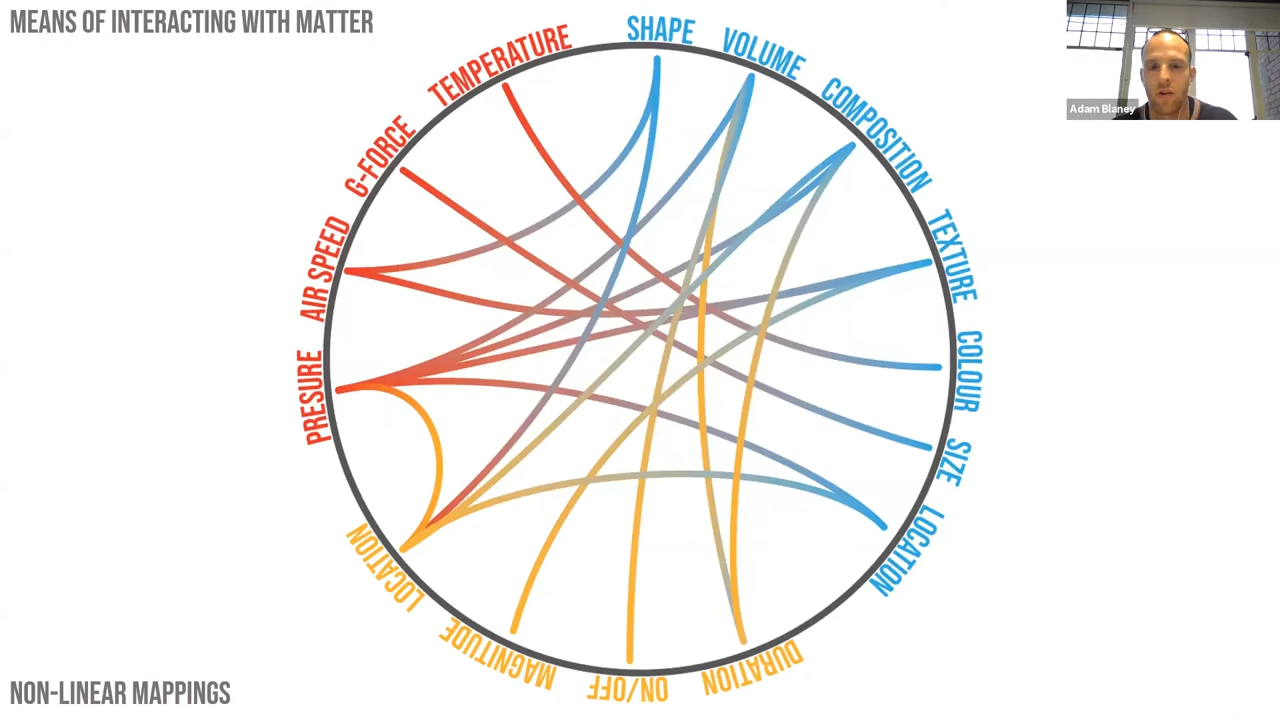 MEANS OF INTERACTING WITH MATTER
Adam Blaney
SHAPE
VOLUME
COMPOSITION
TEXTURE
COLOUR
SIZE
LOCATION
DURATION
ON/OFF
MAGNITUDE
LOCATION
PRESURE
AIR SPEED
G-FORCE
TEMPERATURE
NON-LINEAR MAPPINGS